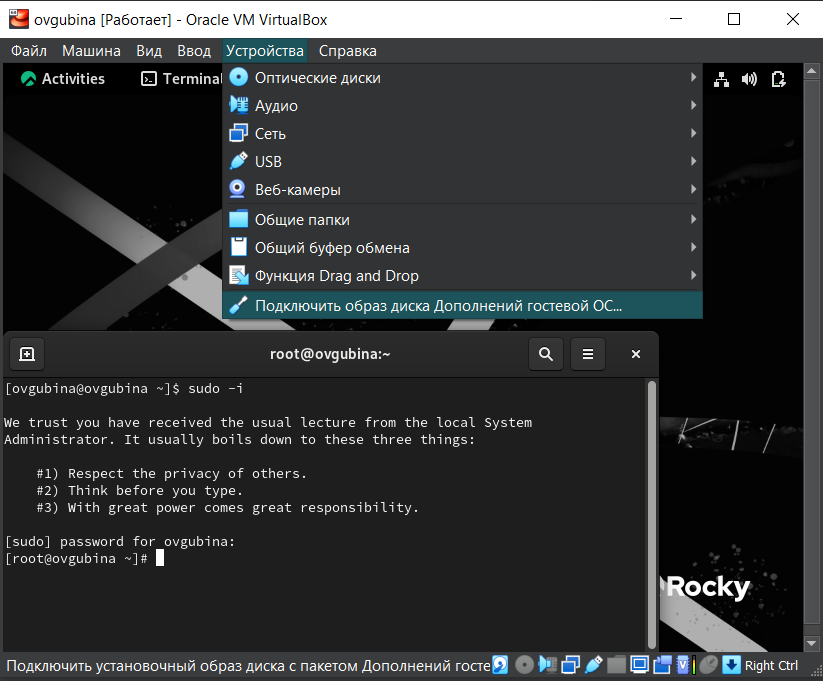 ovgubina [Работает] - Oracle VM VirtualBox
Файл Машина Вид Ввод Устройства Справка
Activities Terminal
Оптические диски
Аудио
Сеть
USB
Веб-камеры
Общие папки
Общий буфер обмена
Функция Drag and Drop
Подключить образ диска Дополнений гостевой ОС...
root@ovgubina:~
[ovgubina@ovgubina ~]$ sudo -i
We trust you have received the usual lecture from the local System
Administrator. It usually boils down to these three things:
#1) Respect the privacy of others.
#2) Think before you type.
#3) With great power comes great responsibility.
[sudo] password for ovgubina:
[root@ovgubina ~]#
Rocky
Подключить установочный образ диска с пакетом Дополнений госте
Right Ctrl